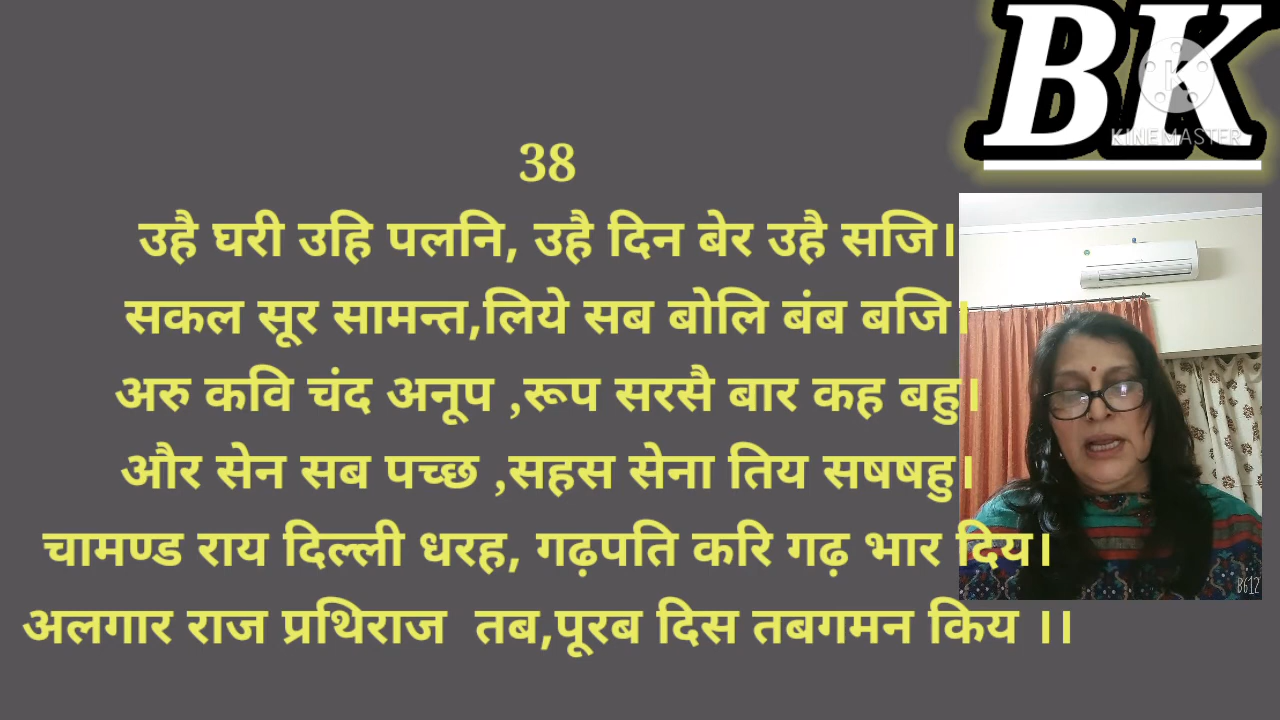 BK
KINEMASTER
38
उहै घरी उहि पलनि, उहै दिन बेर उहै सजि।
सकल सूर सामन्त,लिये सब बोलि बंब बजि।
अरु कवि चंद अनूप ,रूप सरसै बार कह बहु।
और सेन सब पच्छ ,सहस सेना तिय सषषहु।
चामण्ड राय दिल्ली धरह, गढ़पति करि गढ़ भार दिय।
अलगार राज प्रथिराज तब,पूरब दिस तबगमन किय ।।
B612